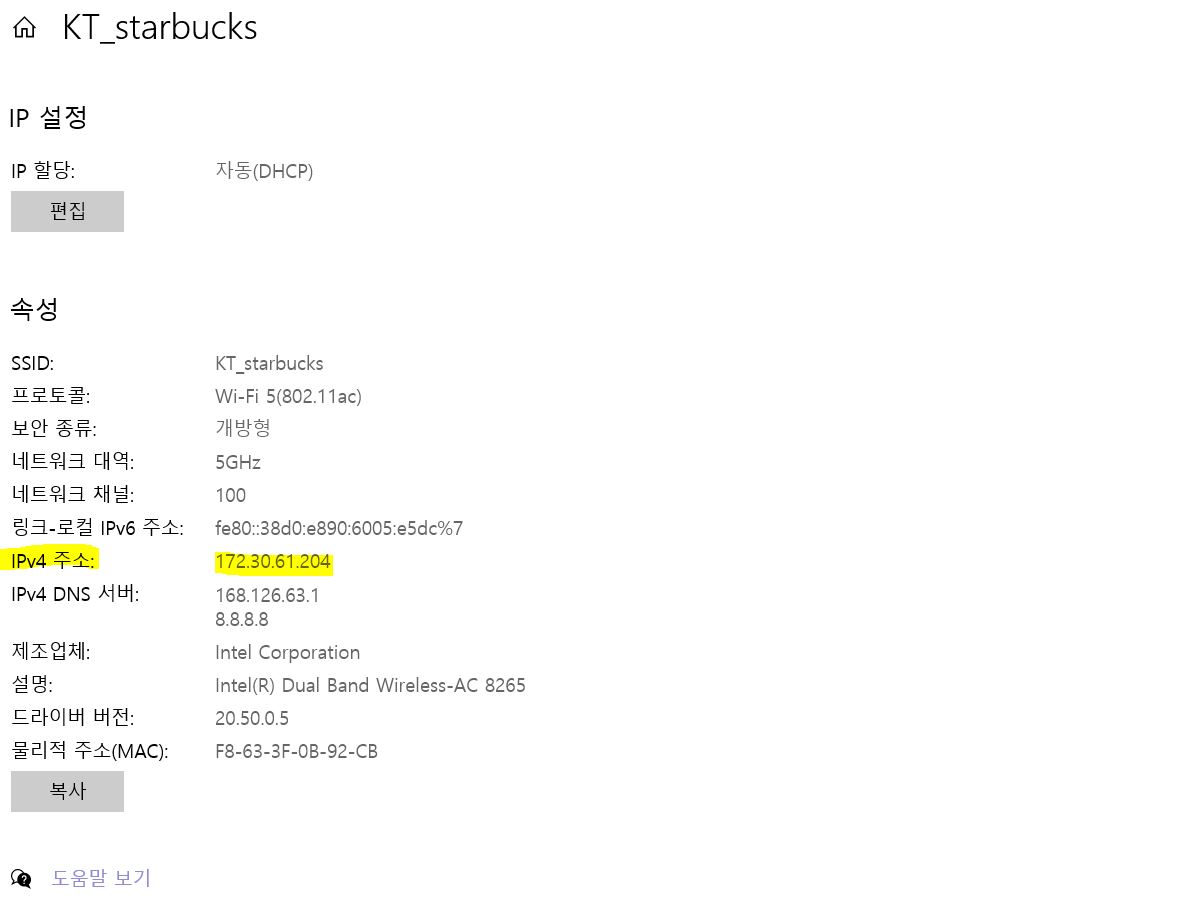 KT_starbucks
IP 설정
IP 할당: 자동(DHCP)
편집
속성
SSID: KT_starbucks
프로토콜: Wi-Fi 5(802.11ac)
보안 종류: 개방형
네트워크 대역: 5GHz
네트워크 채널: 100
링크-로컬 IPv6 주소: fe80::38d0:e890:6005:e5dc%7
IPv4 주소: 172.30.61.204
IPv4 DNS 서버: 168.126.63.1
8.8.8.8
제조업체: Intel Corporation
설명: Intel(R) Dual Band Wireless-AC 8265
드라이버 버전: 20.50.0.5
물리적 주소(MAC): F8-63-3F-0B-92-CB
복사
도움말 보기